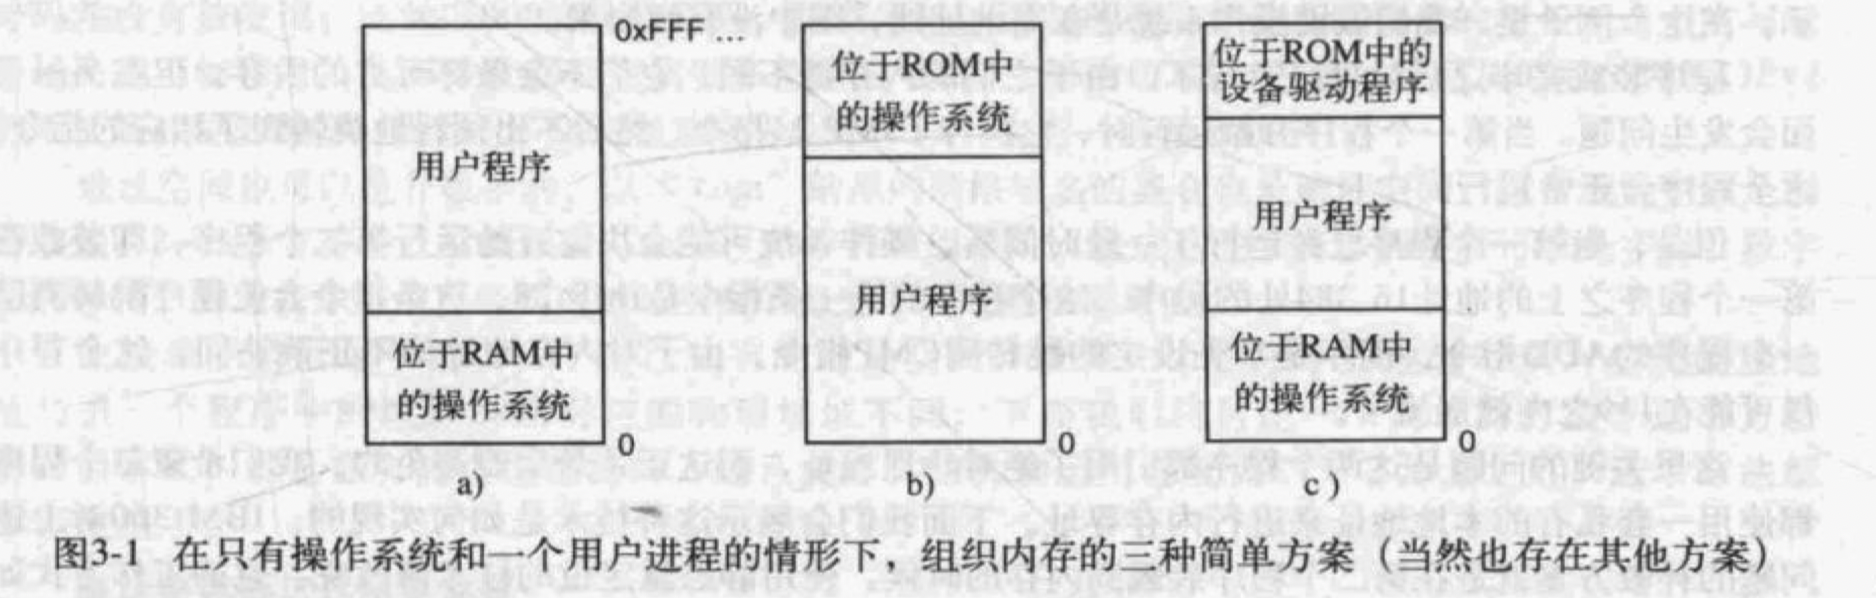 0xFFF …
用户程序
位于RAM中
的操作系统
0
a)
位于ROM中
的操作系统
用户程序
0
b)
位于ROM中的
设备驱动程序
用户程序
位于RAM中
的操作系统
0
c)
图3-1 在只有操作系统和一个用户进程的情形下，组织内存的三种简单方案（当然也存在其他方案）